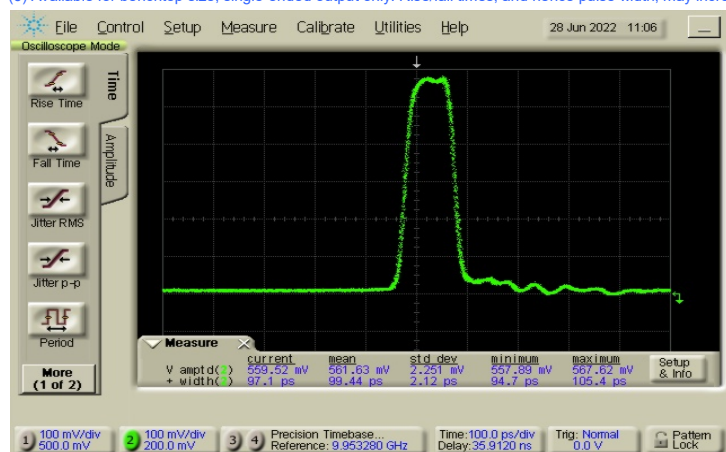 File Control Setup Measure Calibrate Utilities Help 28 Jun 2022 11:06
Oscilloscope Mode
Time
Amplitude
Rise Time
Fall Time
Jitter RMS
Jitter p-p
Period
More
(1 of 2)
Measure
current mean std dev minimum maximum
V amptd(2) 559.52 mV 561.63 mV 2.251 mV 557.89 mV 567.62 mV
+ width(2) 97.1 ps 99.44 ps 2.12 ps 94.7 ps 105.4 ps
Setup
& Info
1) 100 mV/div
500.0 mV
2) 100 mV/div
200.0 mV
3) 4) Precision Timebase...
Reference: 9.953280 GHz
Time:100.0 ps/div
Delay:35.9120 ns
Trig: Normal
0.0 V
Pattern
Lock